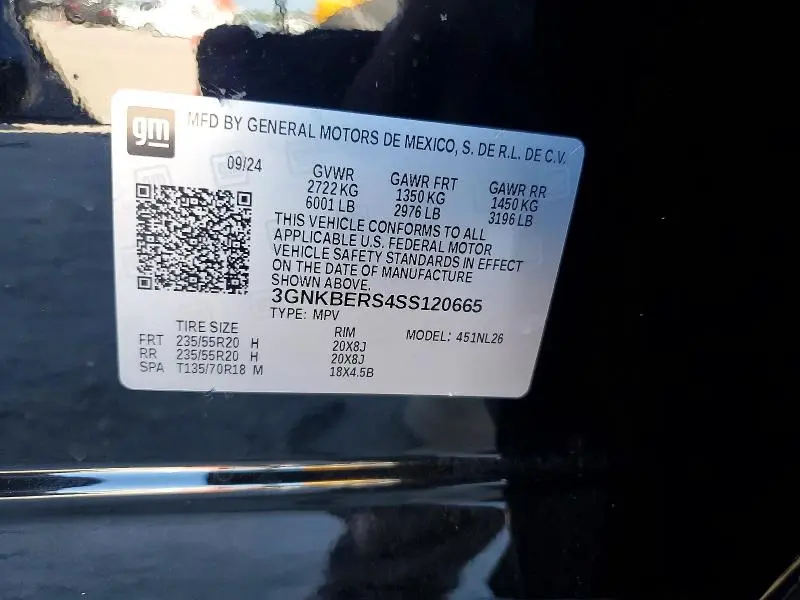 gm
MFD BY GENERAL MOTORS DE MEXICO, S. DE R.L. DE C.V.
09/24 GVWR GAWR FRT GAWR RR
2722 KG 1350 KG 1450 KG
6001 LB 2976 LB 3196 LB
THIS VEHICLE CONFORMS TO ALL
APPLICABLE U.S. FEDERAL MOTOR
VEHICLE SAFETY STANDARDS IN EFFECT
ON THE DATE OF MANUFACTURE
SHOWN ABOVE.
3GNKBERS4SS120665
TYPE: MPV MODEL: 451NL26
TIRE SIZE RIM
FRT 235/55R20 H 20X8J
RR 235/55R20 H 20X8J
SPA T135/70R18 M 18X4.5B